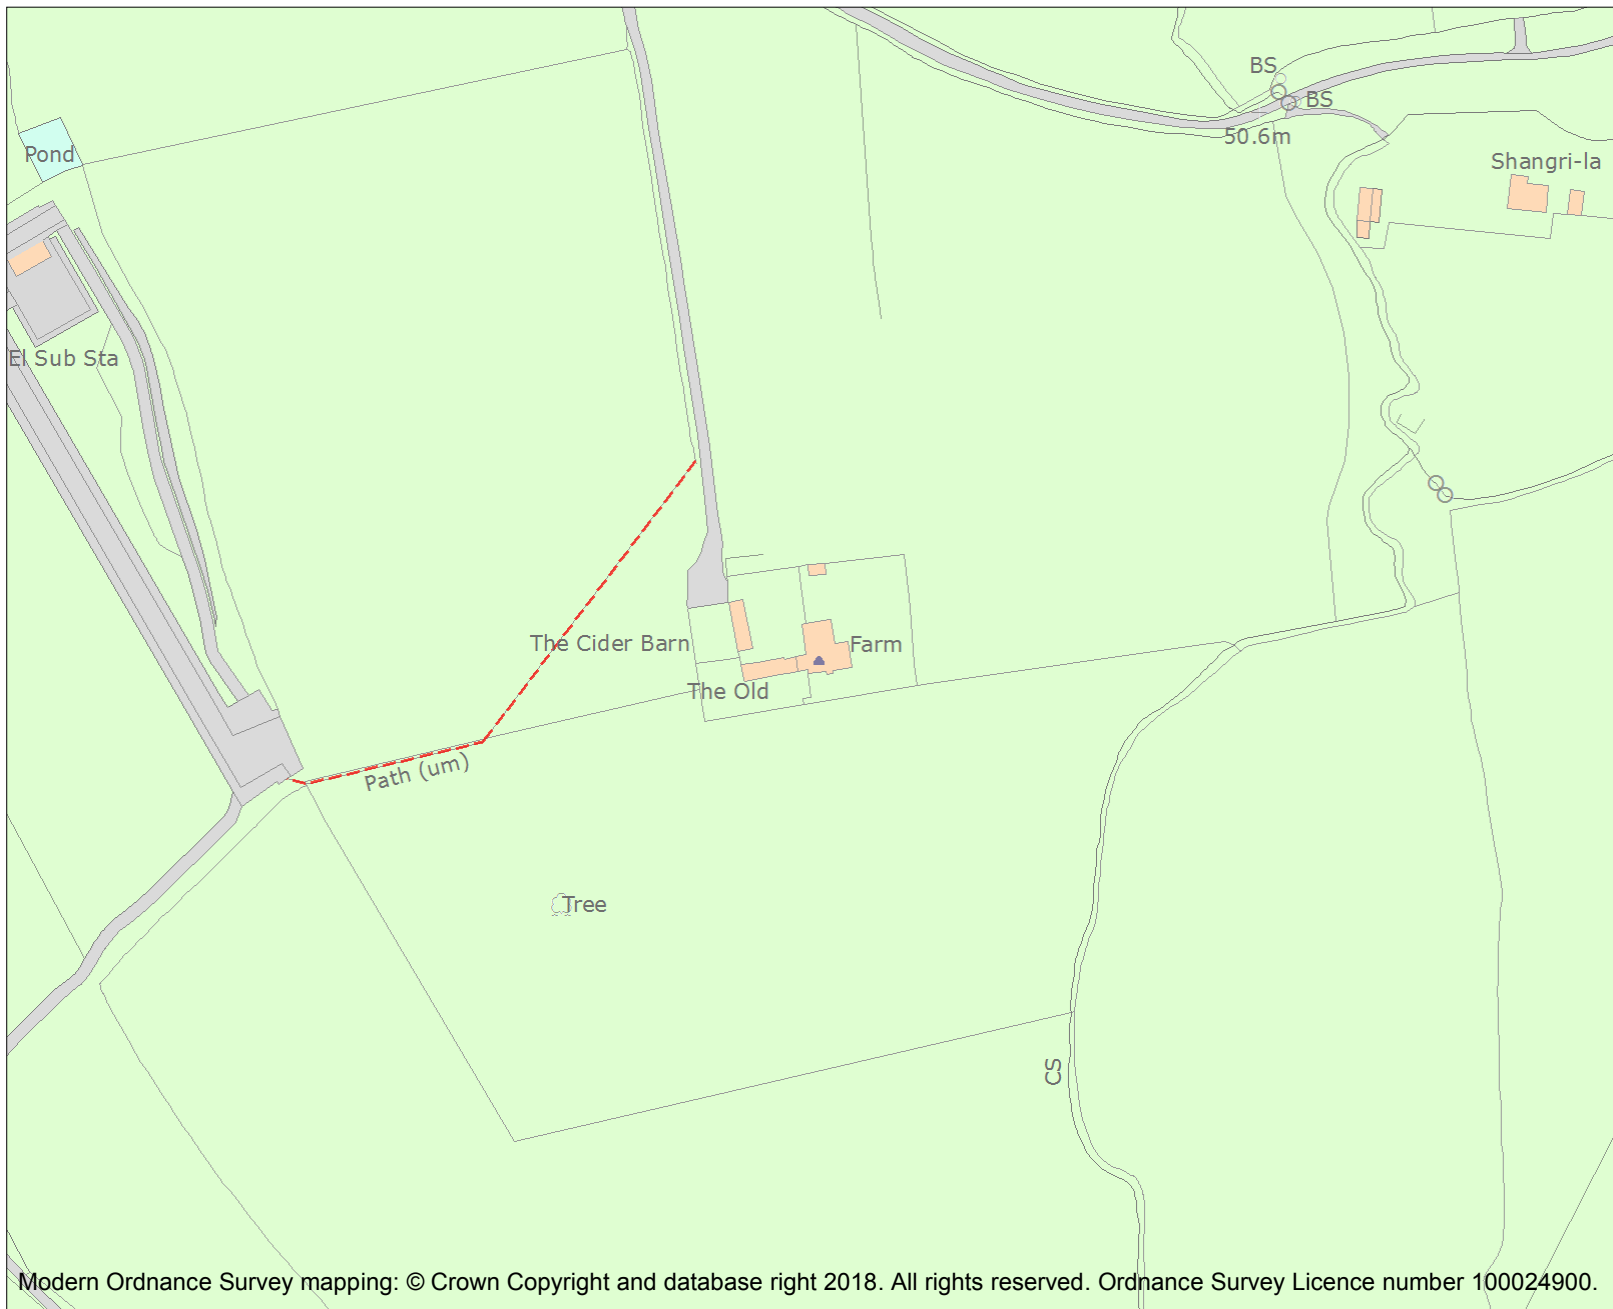 BS
BS
50.6m
Pond
Shangri-la
El Sub Sta
The Cider Barn
Farm
The Old
Path (um)
Tree
CS
Modern Ordnance Survey mapping: © Crown Copyright and database right 2018. All rights reserved. Ordnance Survey Licence number 100024900.